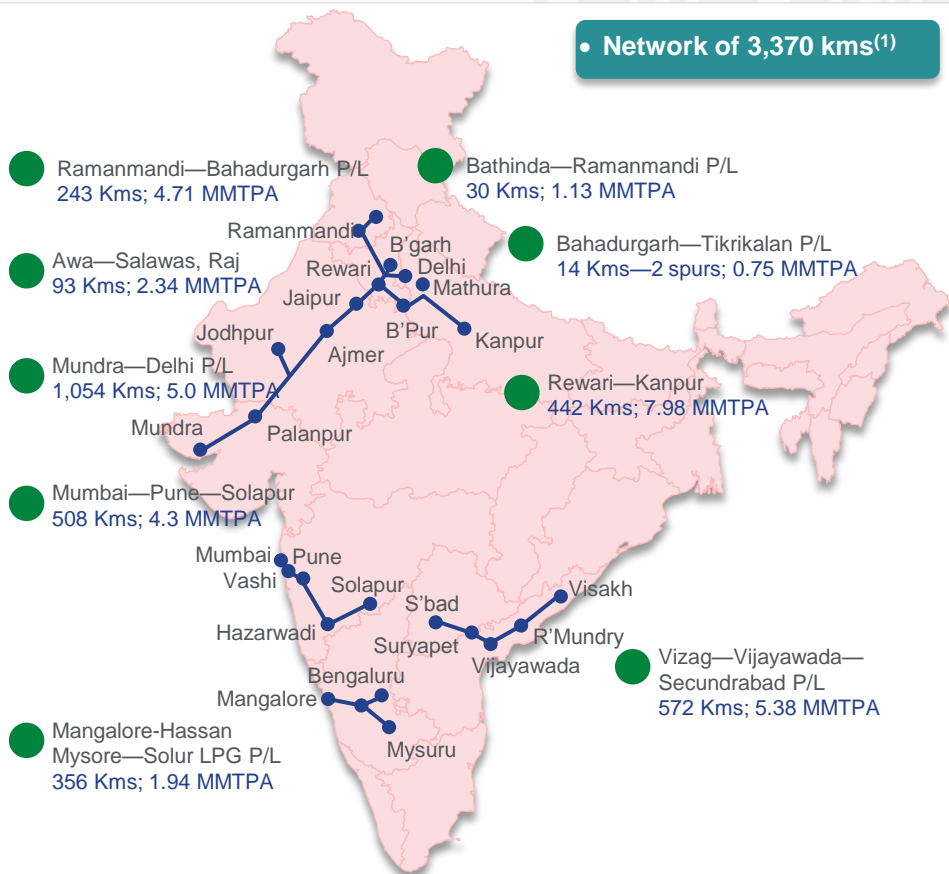 • Network of 3,370 kms(1)
Ramanmandi—Bahadurgarh P/L
243 Kms; 4.71 MMTPA
Bathinda—Ramanmandi P/L
30 Kms; 1.13 MMTPA
Awa—Salawas, Raj
93 Kms; 2.34 MMTPA
Bahadurgarh—Tikrikalan P/L
14 Kms—2 spurs; 0.75 MMTPA
Mundra—Delhi P/L
1,054 Kms; 5.0 MMTPA
Rewari—Kanpur
442 Kms; 7.98 MMTPA
Mumbai—Pune—Solapur
508 Kms; 4.3 MMTPA
Vizag—Vijayawada—
Secundrabad P/L
572 Kms; 5.38 MMTPA
Mangalore-Hassan
Mysore—Solur LPG P/L
356 Kms; 1.94 MMTPA
Ramanmandi
B'garh
Rewari
Delhi
Mathura
Jaipur
Jodhpur
Ajmer
B'Pur
Kanpur
Mundra
Palanpur
Mumbai
Pune
Vashi
Solapur
Hazarwadi
S'bad
Visakh
Suryapet
R'Mundry
Vijayawada
Bengaluru
Mangalore
Mysuru